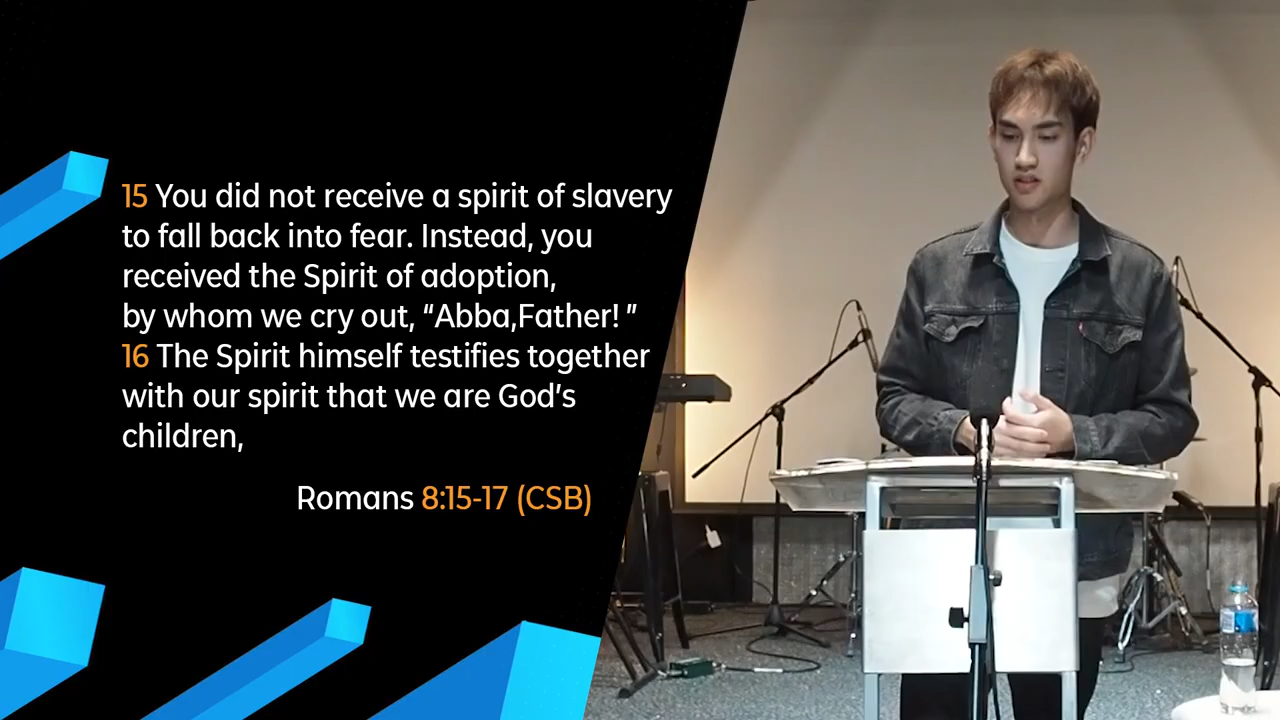 15 You did not receive a spirit of slavery
to fall back into fear. Instead, you
received the Spirit of adoption,
by whom we cry out, “Abba,Father! ”
16 The Spirit himself testifies together
with our spirit that we are God’s
children,
Romans 8:15-17 (CSB)